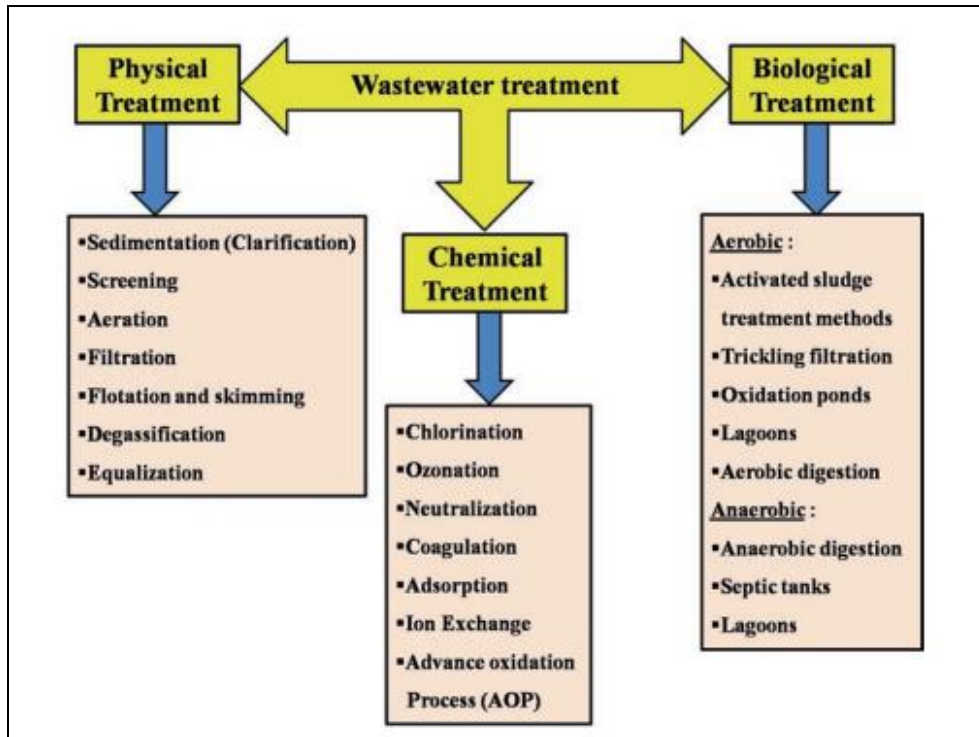 Physical
Treatment
Wastewater treatment
Biological
Treatment
▪Sedimentation (Clarification)
▪Screening
▪Aeration
▪Filtration
▪Flotation and skimming
▪Degassification
▪Equalization
Chemical
Treatment
▪Chlorination
▪Ozonation
▪Neutralization
▪Coagulation
▪Adsorption
▪Ion Exchange
▪Advance oxidation
Process (AOP)
Aerobic :
▪Activated sludge
treatment methods
▪Trickling filtration
▪Oxidation ponds
▪Lagoons
▪Aerobic digestion
Anaerobic :
▪Anaerobic digestion
▪Septic tanks
▪Lagoons